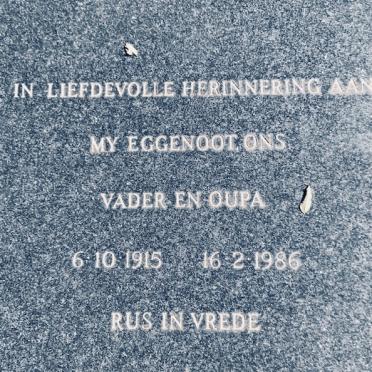 IN LIEFDEVOLLE HERINNERING AAN
MY EGGENOOT ONS
VADER EN OUPA
6·10·1915 16·2·1986
RUS IN VREDE